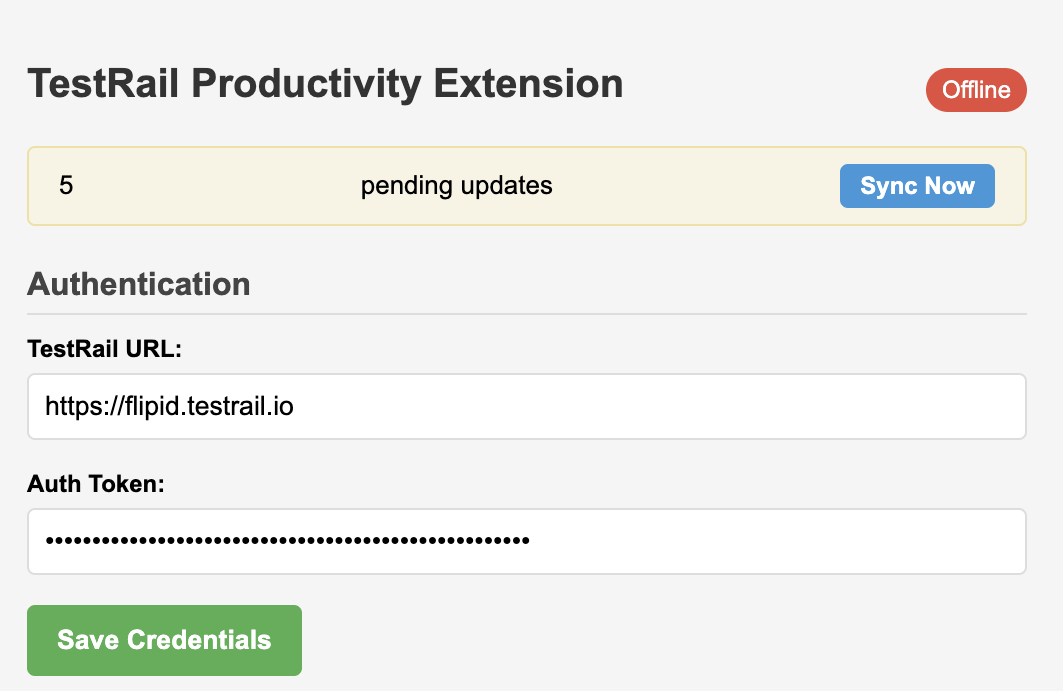 TestRail Productivity Extension
Offline
5 pending updates Sync Now
Authentication
TestRail URL:
https://flipid.testrail.io
Auth Token:
••••••••••••••••••••••••••••••••••••••••••••••••••••
Save Credentials